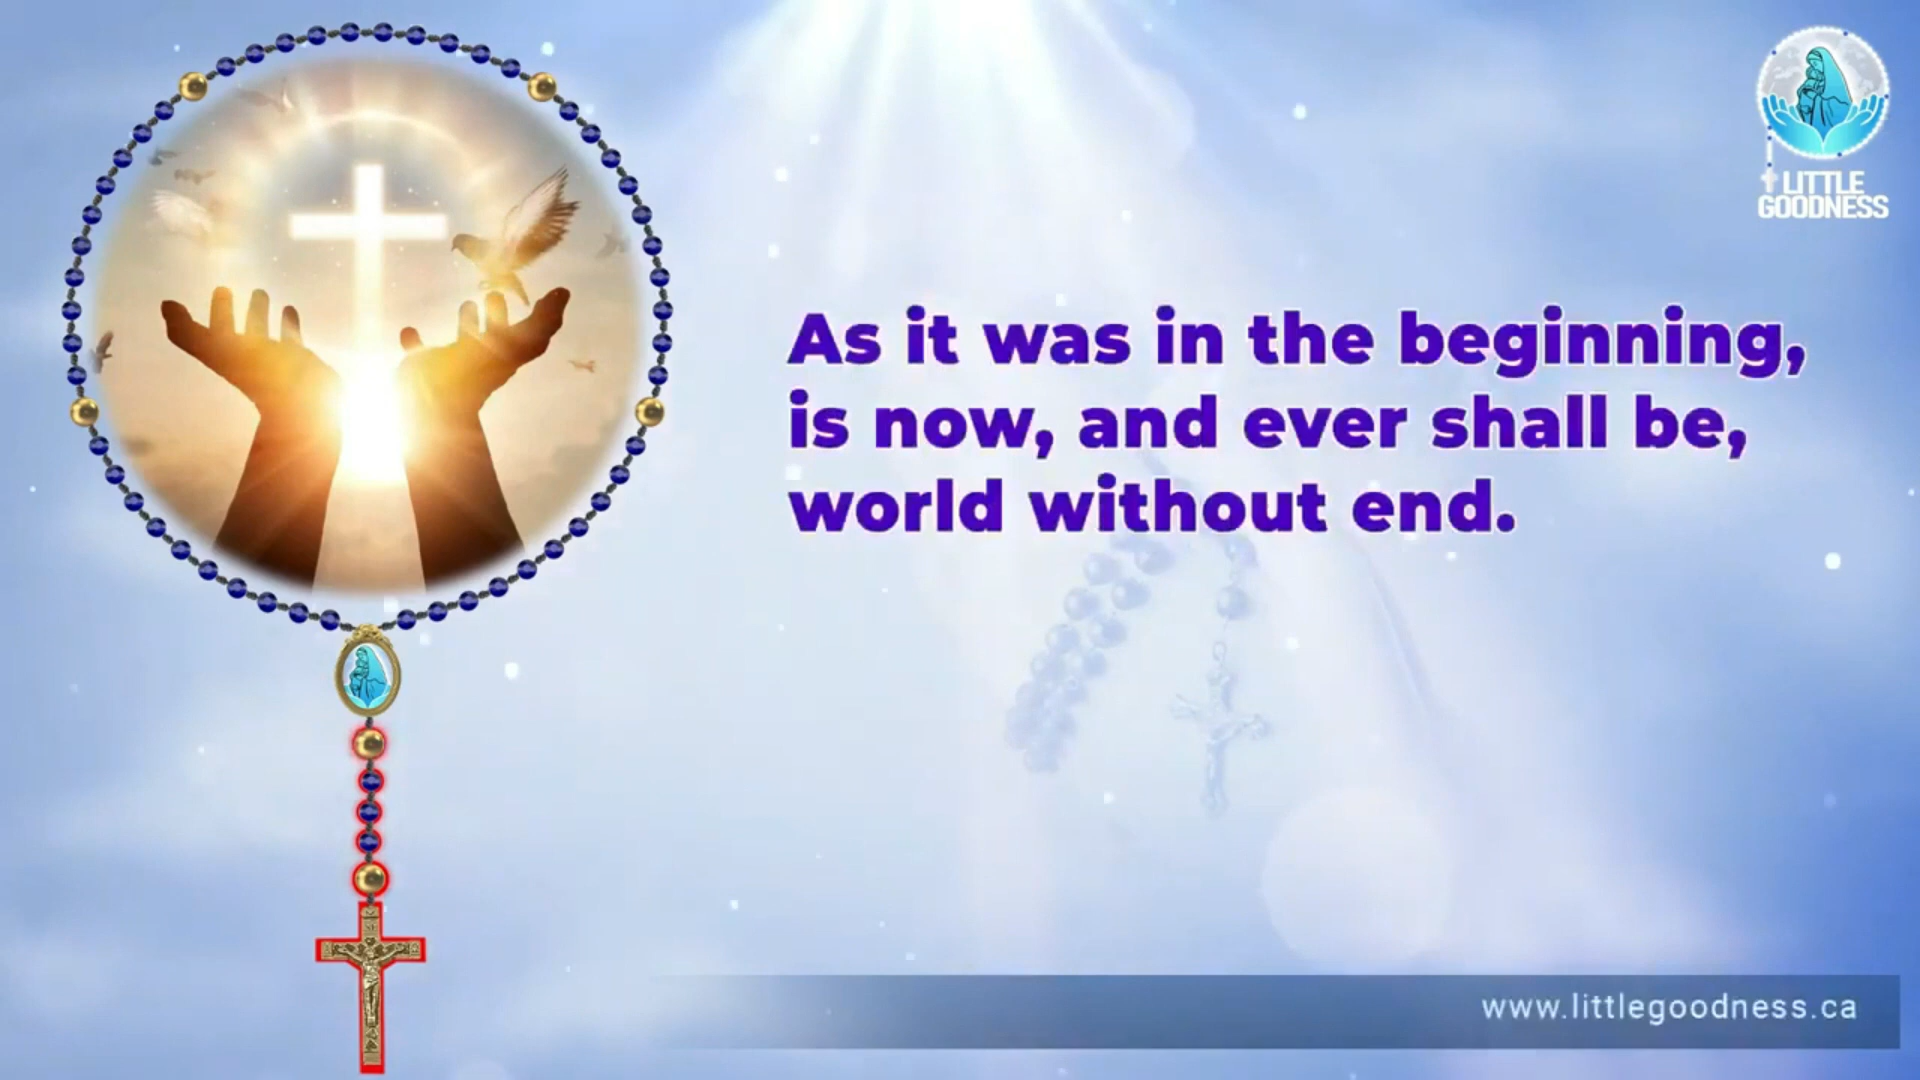 LITTLE
GOODNESS
As it was in the beginning,
is now, and ever shall be,
world without end.
www.littlegoodness.ca